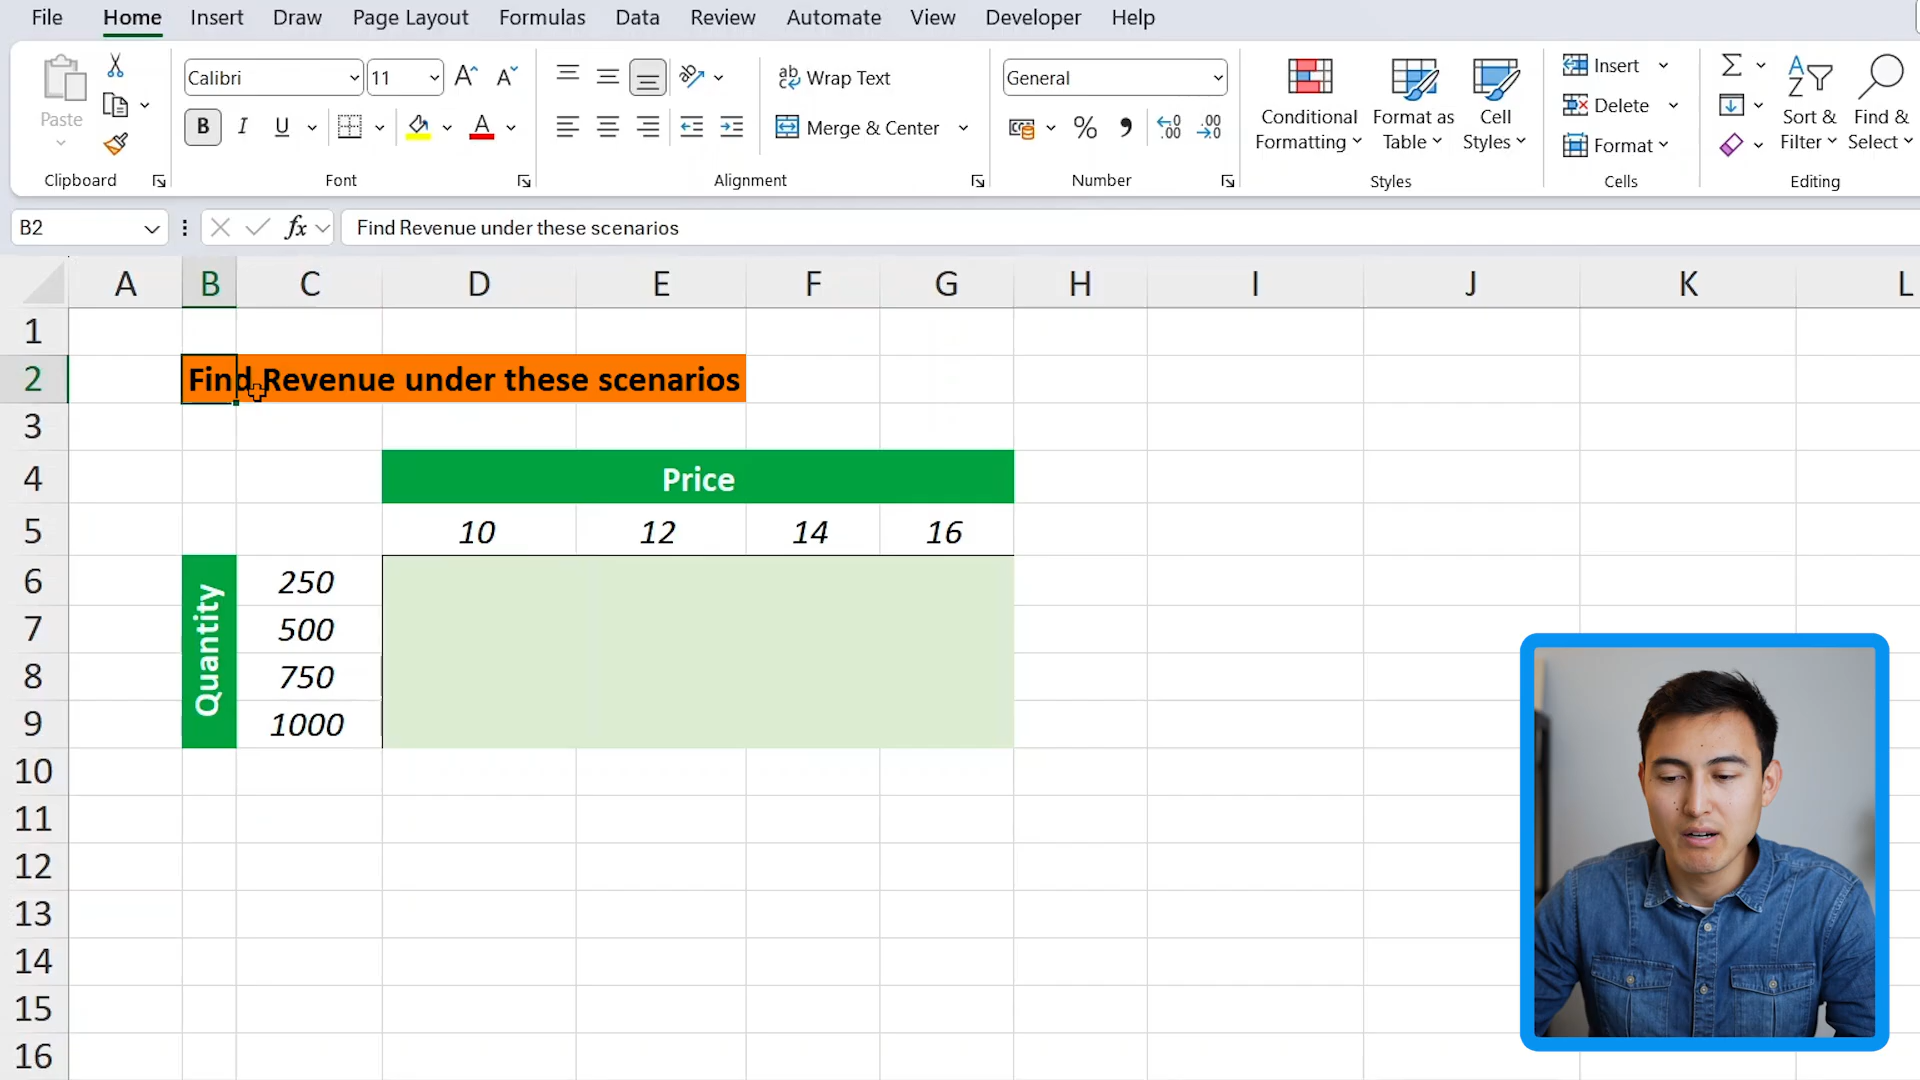 File Home Insert Draw Page Layout Formulas Data Review Automate View Developer Help
Paste
Calibri 11
B I U A
Clipboard
Font
ab Wrap Text
Merge & Center
Alignment
General
% , .00
Number
Conditional Formatting
Format as Table
Cell Styles
Styles
Insert
Delete
Format
Cells
Sort & Filter
Find & Select
Editing
B2 fx Find Revenue under these scenarios
A B C D E F G H I J K L
1
2 Find Revenue under these scenarios
3
4 Price
5 10 12 14 16
Quantity
6 250
7 500
8 750
9 1000
10
11
12
13
14
15
16